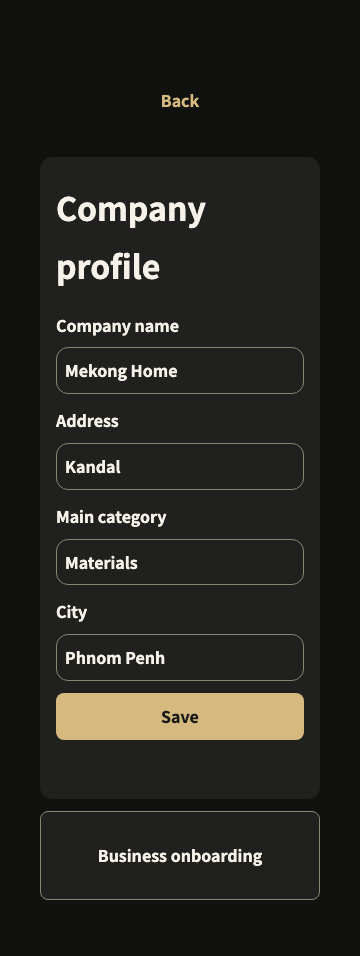 Back
Company
profile
Company name
Mekong Home
Address
Kandal
Main category
Materials
City
Phnom Penh
Save
Business onboarding